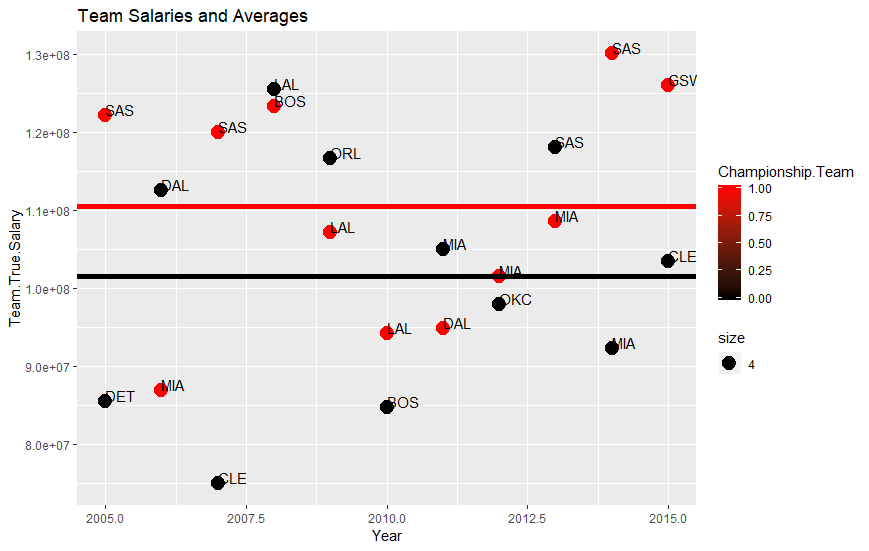 Team Salaries and Averages
Team.True.Salary
1.3e+08
1.2e+08
1.1e+08
1.0e+08
9.0e+07
8.0e+07
SAS
GSW
LAL
BOS
SAS
SAS
SAS
ORL
DAL
MIA
LAL
MIA
CLE
MIA
OKC
LAL
DAL
MIA
MIA
DET
BOS
CLE
2005.0
2007.5
2010.0
2012.5
2015.0
Year
Championship.Team
1.00
0.75
0.50
0.25
0.00
size
4